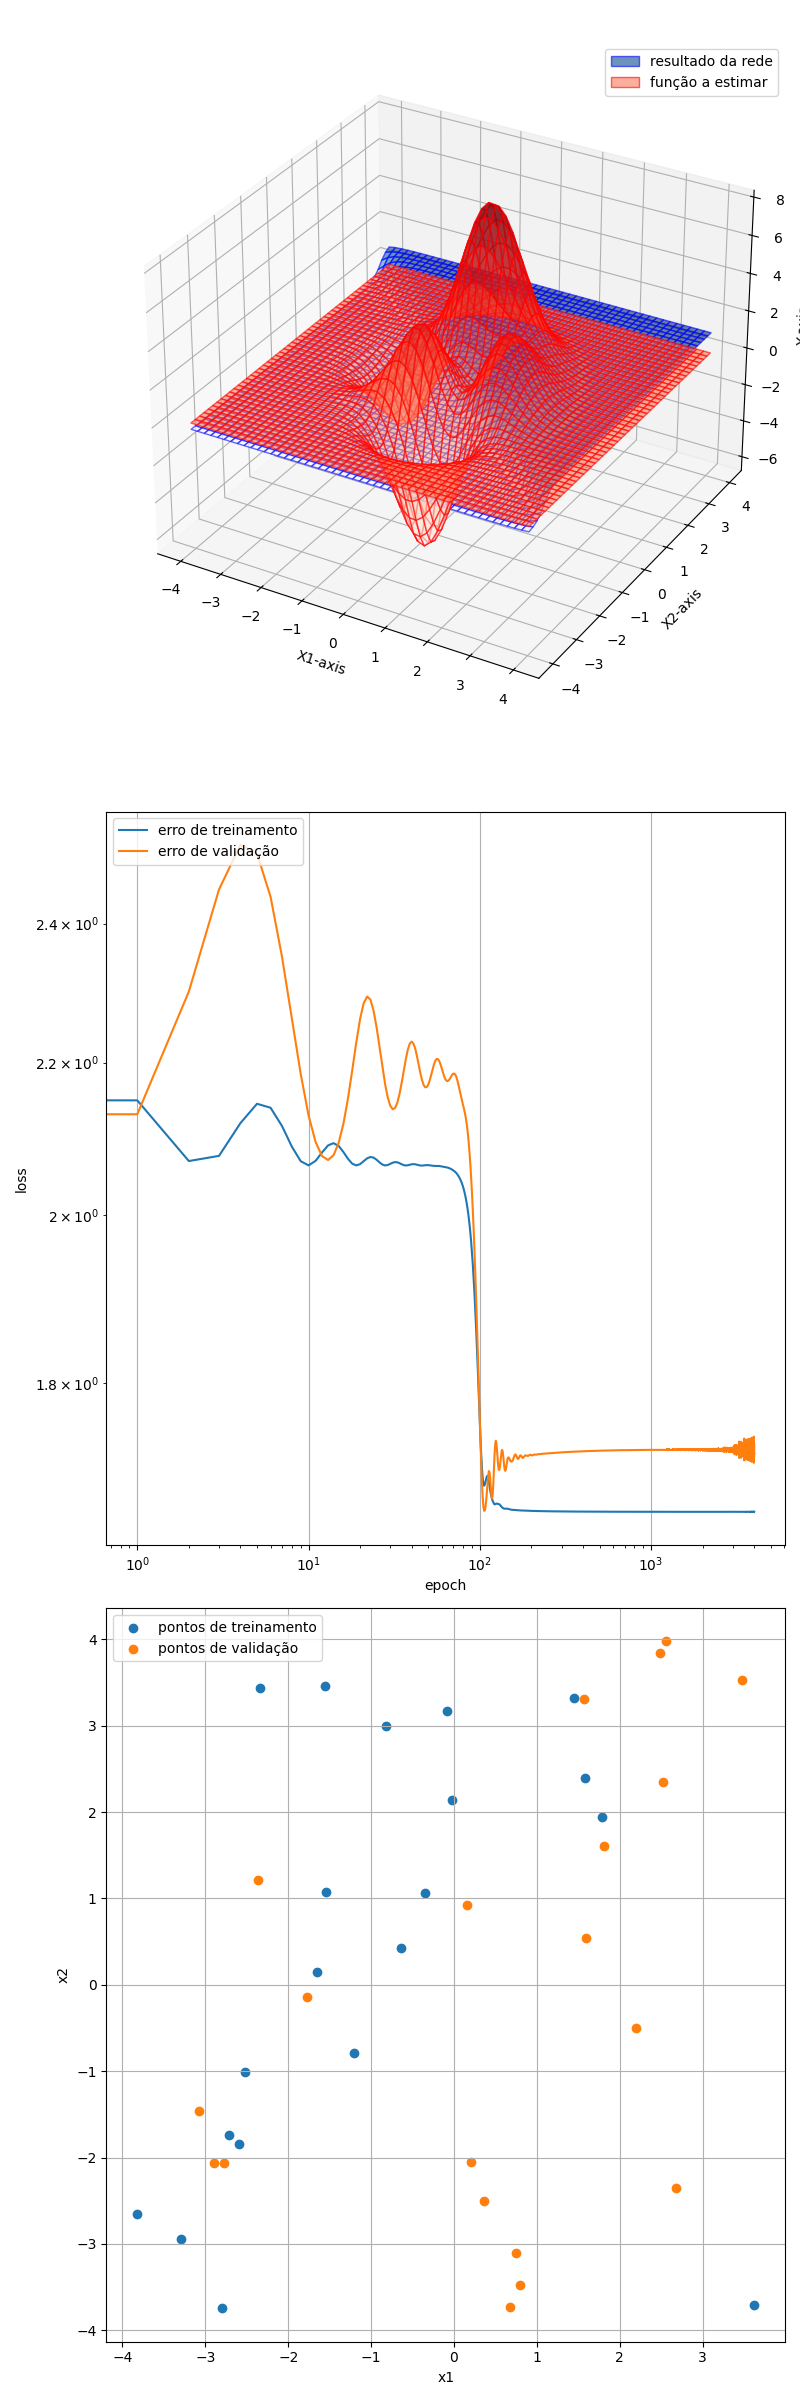 resultado da rede
função a estimar
8
6
4
2
0
−2
−4
−6
4
3
2
1
0
−1
−2
−3
−4
X2-axis
−4
−3
−2
−1
0
1
2
3
4
X1-axis
erro de treinamento
erro de validação
2.4 × 10⁰
2.2 × 10⁰
2 × 10⁰
1.8 × 10⁰
loss
10⁰ 10¹ 10² 10³
epoch
pontos de treinamento
pontos de validação
4
3
2
1
0
−1
−2
−3
−4
x2
−4 −3 −2 −1 0 1 2 3
x1